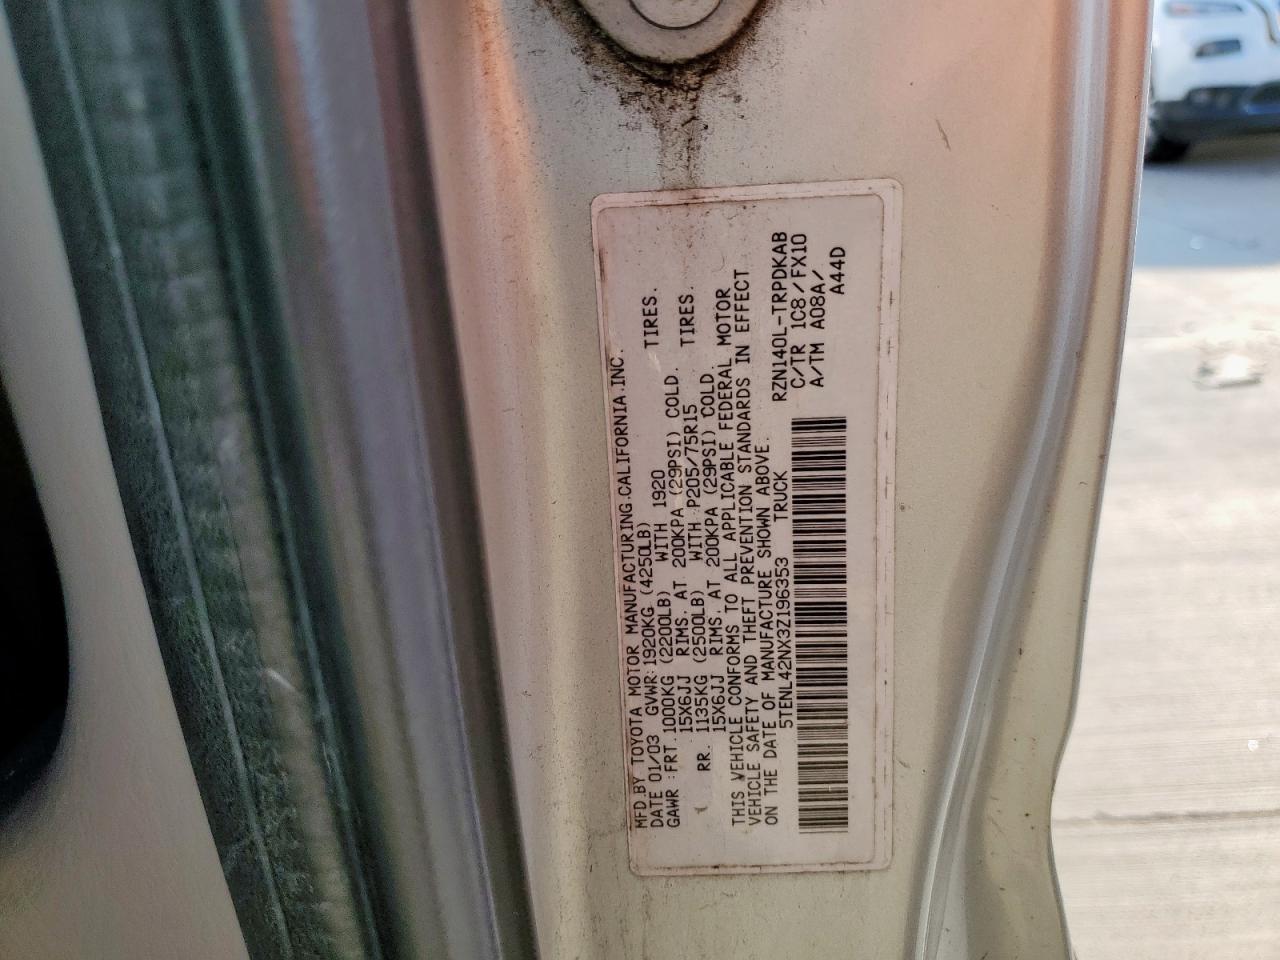 MFD.BY TOYOTA MOTOR MANUFACTURING.CALIFORNIA.INC.
DATE 01/03 GVWR:1920KG (4250LB)
GAWR :FRT.1000KG (2200LB) WITH 1920 TIRES.
15X6JJ RIMS. AT 200KPA (29PSI) COLD.
RR. 1135KG (2500LB) WITH P205/75R15 TIRES.
15X6JJ RIMS. AT 200KPA (29PSI) COLD.
THIS VEHICLE CONFORMS TO ALL APPLICABLE FEDERAL MOTOR
VEHICLE SAFETY AND THEFT PREVENTION STANDARDS IN EFFECT
ON THE DATE OF MANUFACTURE SHOWN ABOVE.
5TENL42NX3Z196353 TRUCK
RZN140L-TRPDKAB
C/TR 1C8/FX10
A/TM A08A/
A44D